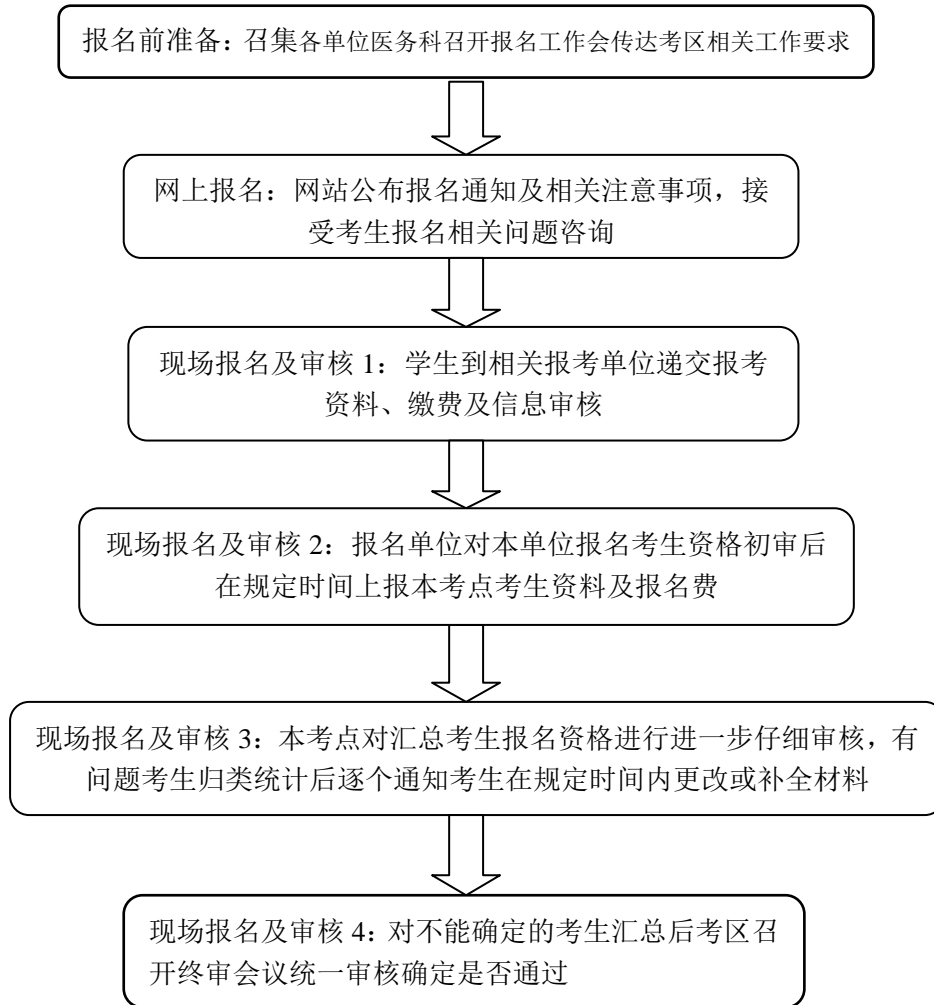 报名前准备：召集各单位医务科召开报名工作会传达考区相关工作要求
网上报名：网站公布报名通知及相关注意事项，接
受考生报名相关问题咨询
现场报名及审核 1：学生到相关报考单位递交报考
资料、缴费及信息审核
现场报名及审核 2：报名单位对本单位报名考生资格初审后
在规定时间上报本考点考生资料及报名费
现场报名及审核 3：本考点对汇总考生报名资格进行进一步仔细审核，有
问题考生归类统计后逐个通知考生在规定时间内更改或补全材料
现场报名及审核 4：对不能确定的考生汇总后考区召
开终审会议统一审核确定是否通过